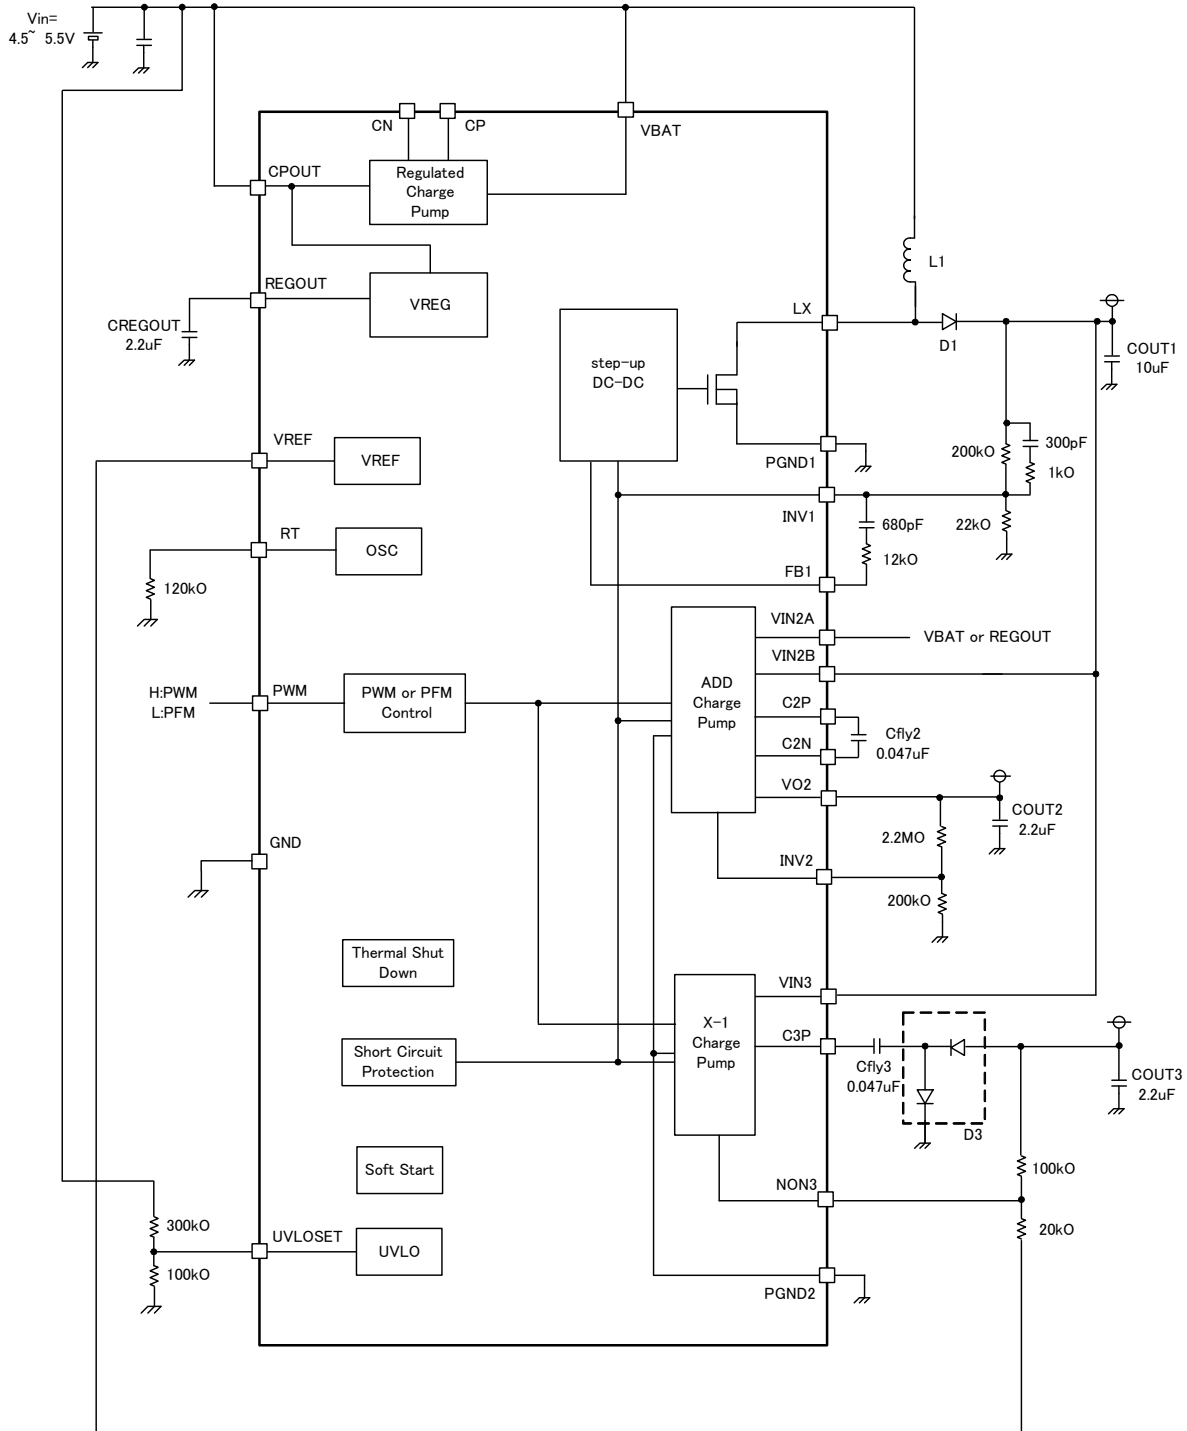 Vin=
4.5~ 5.5V
CN
CP
VBAT
CPOUT
Regulated
Charge
Pump
REGOUT
VREG
CREGOUT
2.2uF
L1
LX
D1
COUT1
10uF
step-up
DC-DC
VREF
VREF
PGND1
200kO
300pF
1kO
INV1
22kO
680pF
12kO
RT
OSC
120kO
FB1
VIN2A
VBAT or REGOUT
VIN2B
H:PWM
L:PFM
PWM
PWM or PFM
Control
ADD
Charge
Pump
C2P
C2N
Cfly2
0.047uF
VO2
COUT2
2.2uF
2.2MO
GND
INV2
200kO
Thermal Shut
Down
VIN3
X-1
Charge
Pump
C3P
Short Circuit
Protection
Cfly3
0.047uF
D3
COUT3
2.2uF
Soft Start
100kO
NON3
20kO
300kO
UVLOSET
UVLO
100kO
PGND2